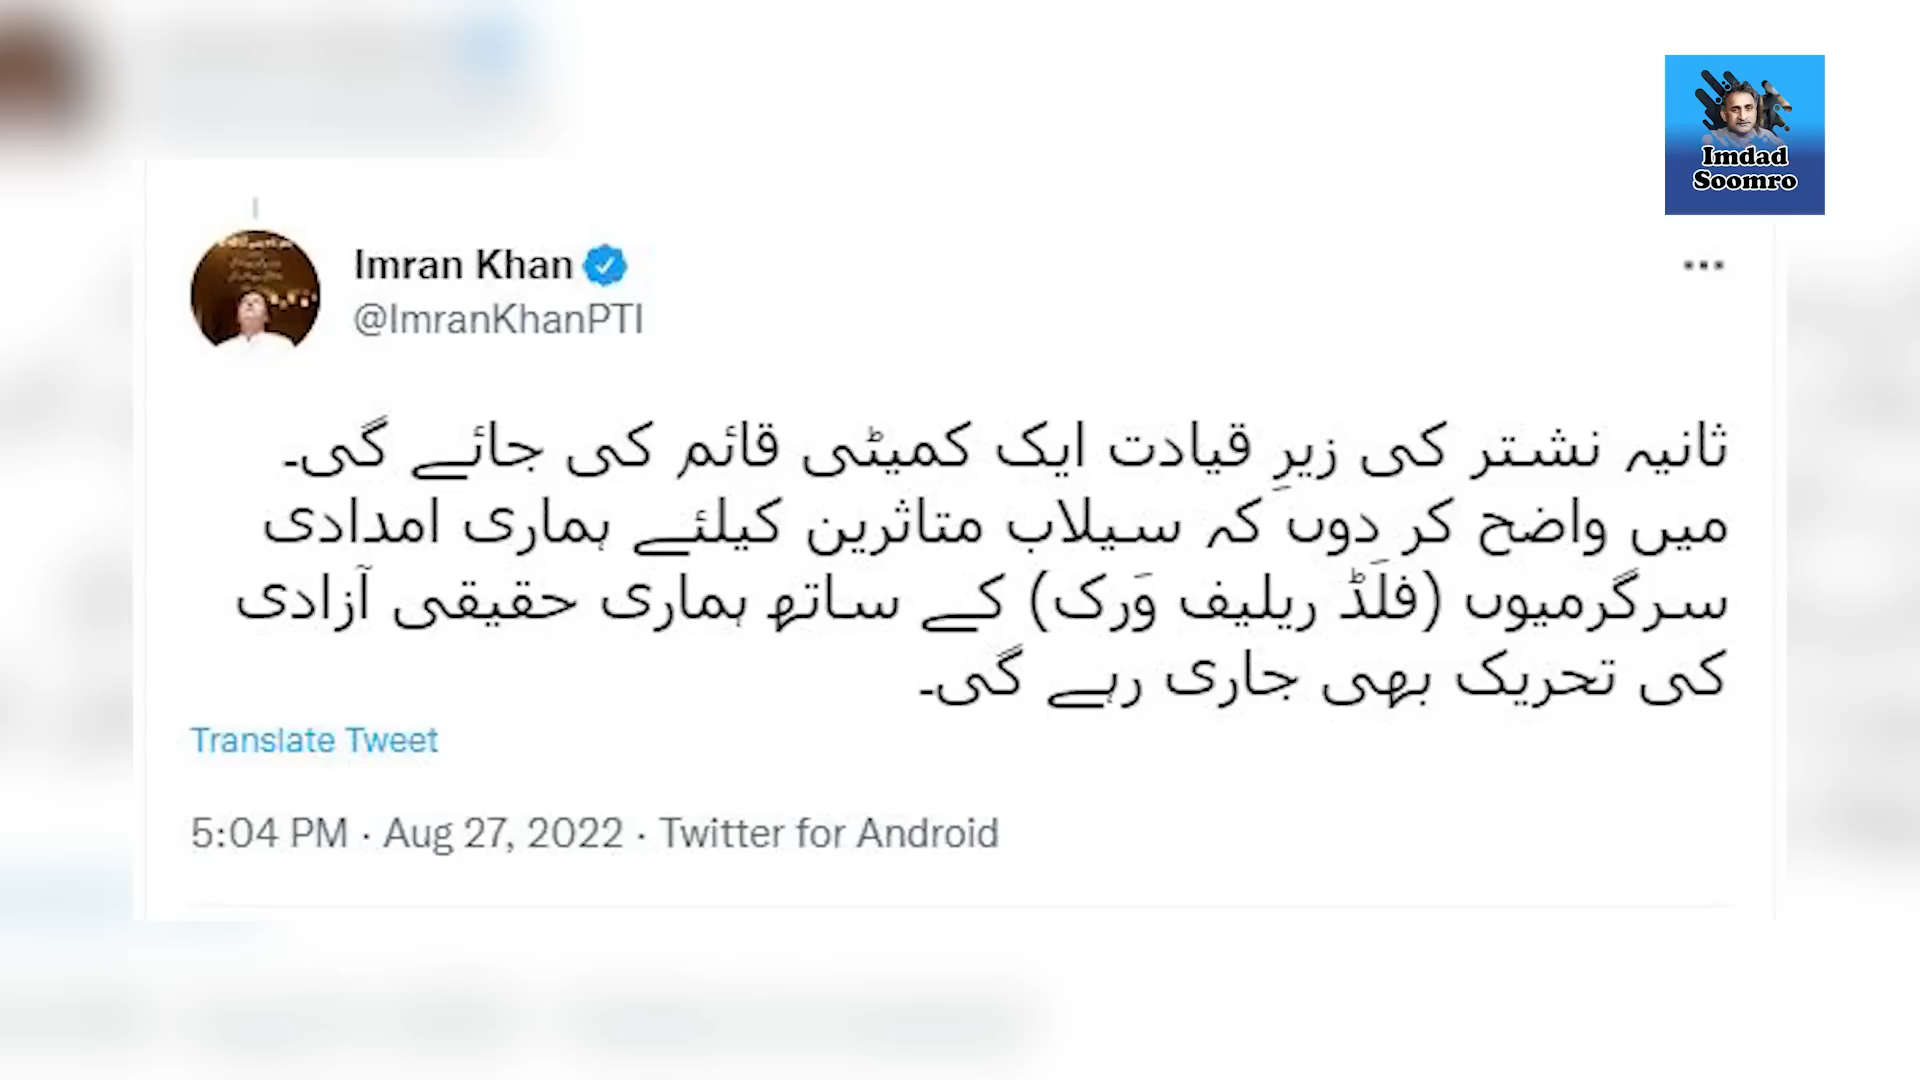 Imdad
Soomro
Imran Khan
@ImranKhanPTI
ثانیہ نشتر کی زیرِ قیادت ایک کمیٹی قائم کی جائے گی۔
میں واضح کر دوں کہ سیلاب متاثرین کیلئے ہماری امدادی
سرگرمیوں (فلَڈ ریلیف وَرک) کے ساتھ ہماری حقیقی آزادی
کی تحریک بھی جاری رہے گی۔
Translate Tweet
5:04 PM · Aug 27, 2022 · Twitter for Android